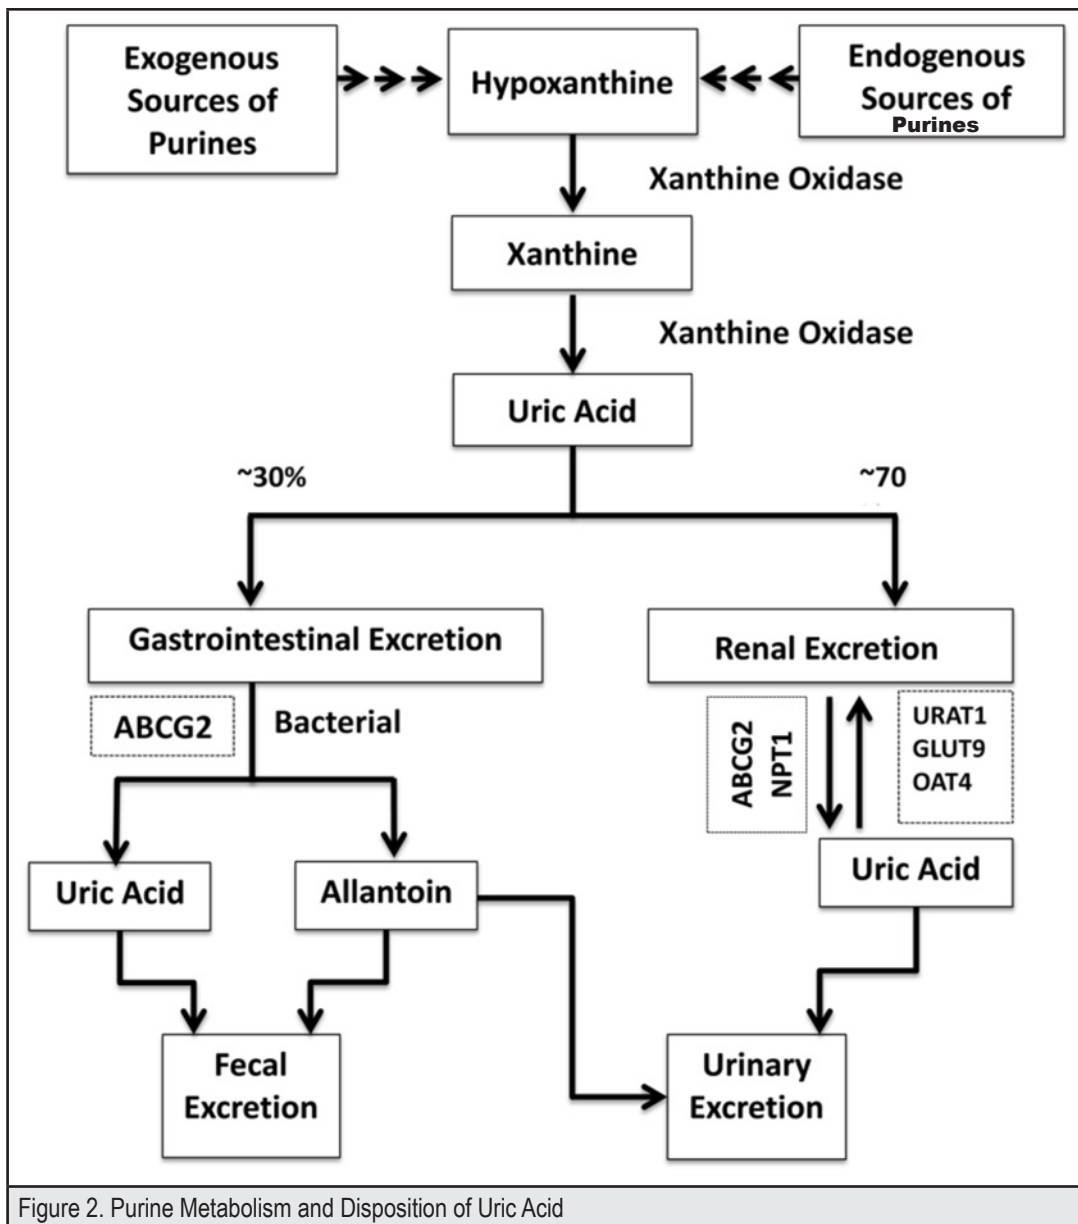 Exogenous
Sources of
Purines
Hypoxanthine
Endogenous
Sources of
Purines
Xanthine Oxidase
Xanthine
Xanthine Oxidase
Uric Acid
~30%
~70
Gastrointestinal Excretion
Renal Excretion
ABCG2
Bacterial
ABCG2
NPT1
URAT1
GLUT9
OAT4
Uric Acid
Allantoin
Uric Acid
Fecal
Excretion
Urinary
Excretion
Figure 2. Purine Metabolism and Disposition of Uric Acid